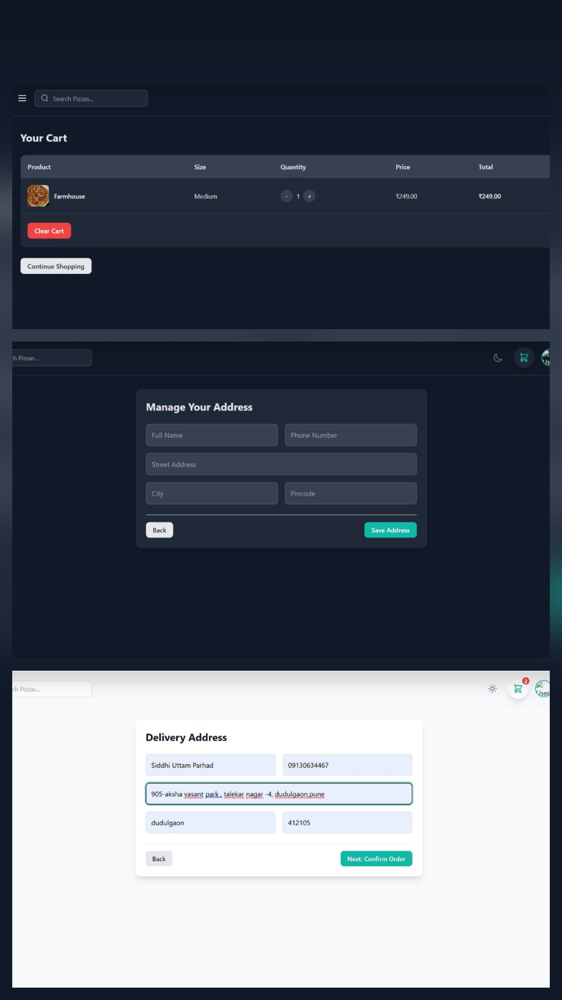 Search Pizzas...
Your Cart
Product Size Quantity Price Total
Farmhouse Medium - 1 + ₹249.00 ₹249.00
Clear Cart
Continue Shopping
ch Pizzas...
Us
Manage Your Address
Full Name Phone Number
Street Address
City Pincode
Back Save Address
ch Pizzas...
2
User
Delivery Address
Siddhi Uttam Parhad 09130634467
905-aksha vasant park , talekar nagar -4, dudulgaon,pune
dudulgaon 412105
Back Next: Confirm Order